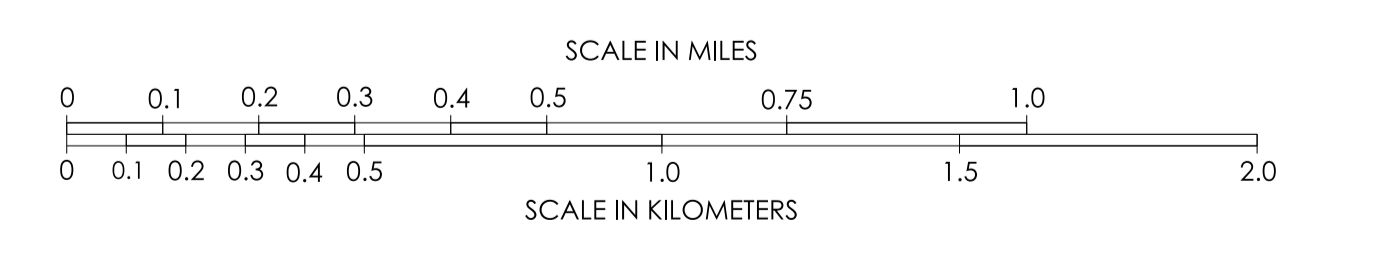 SCALE IN MILES
0 0.1 0.2 0.3 0.4 0.5 0.75 1.0
0 0.1 0.2 0.3 0.4 0.5 1.0 1.5 2.0
SCALE IN KILOMETERS